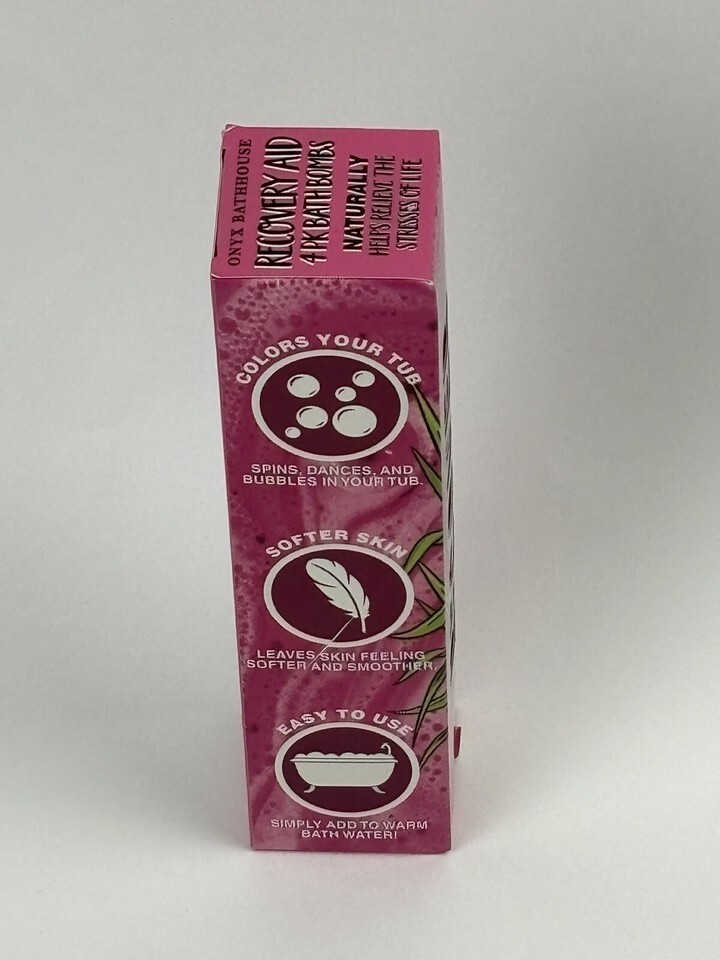 ONYX BATHHOUSE
RECOVERY AID
4 PK BATH BOMBS
NATURALLY
HELPS RELIEVE THE
STRESSES OF LIFE
COLORS YOUR TUB
SPINS, DANCES, AND
BUBBLES IN YOUR TUB.
SOFTER SKIN
LEAVES SKIN FEELING
SOFTER AND SMOOTHER.
EASY TO USE
SIMPLY ADD TO WARM
BATH WATER!